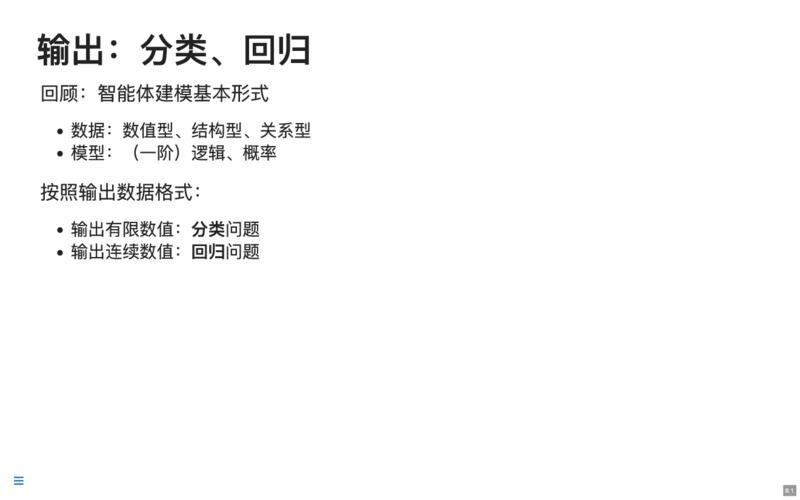 输出：分类、回归
回顾：智能体建模基本形式
• 数据：数值型、结构型、关系型
• 模型：（一阶）逻辑、概率
按照输出数据格式：
• 输出有限数值：分类问题
• 输出连续数值：回归问题
8.1